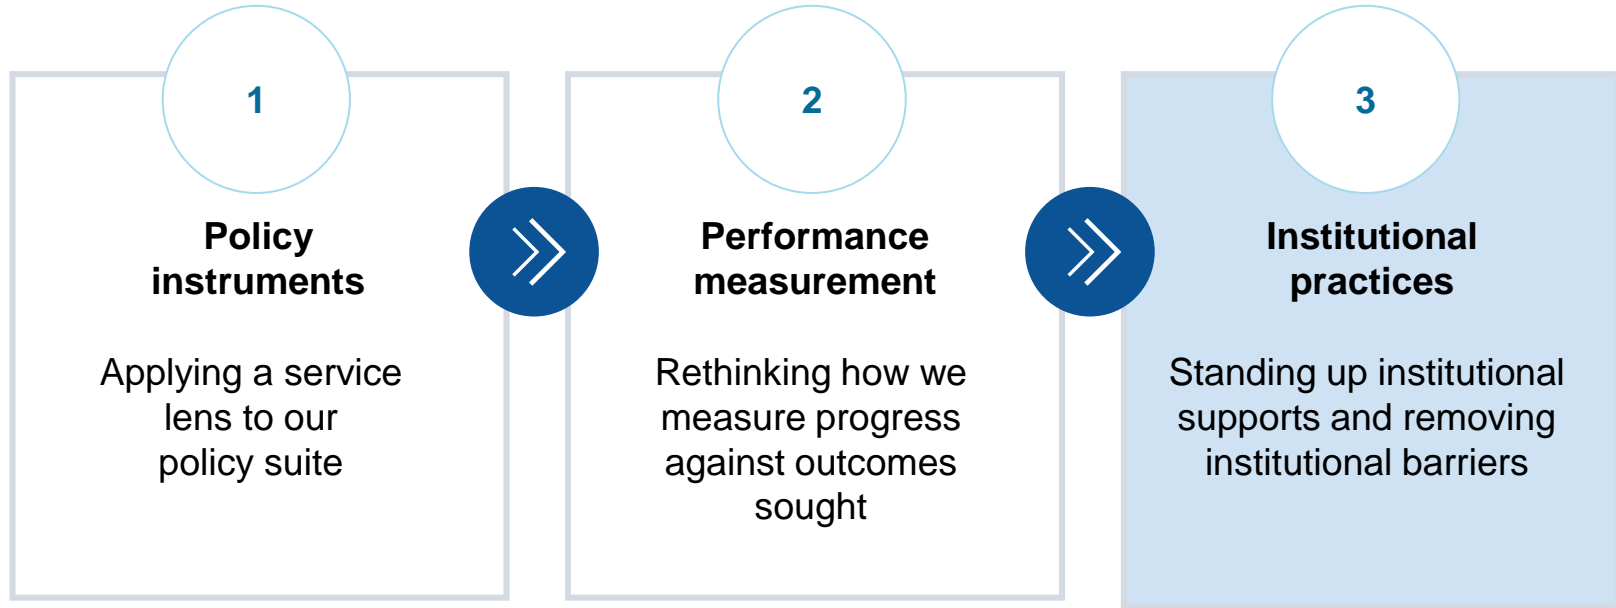 1
Policy
instruments
Applying a service
lens to our
policy suite
2
Performance
measurement
Rethinking how we
measure progress
against outcomes
sought
3
Institutional
practices
Standing up institutional
supports and removing
institutional barriers